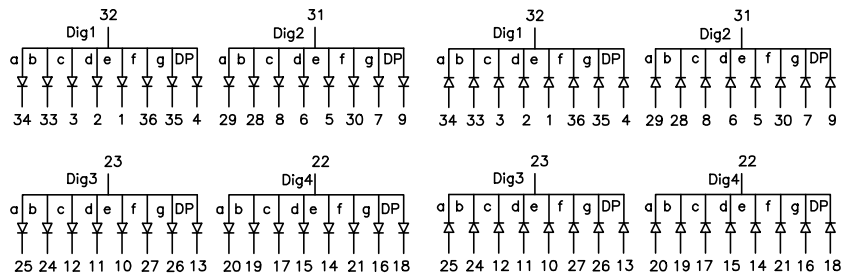 32 31 32 31
Dig1 Dig2 Dig1 Dig2
a b c d e f g DP a b c d e f g DP a b c d e f g DP a b c d e f g DP
34 33 3 2 1 36 35 4 29 28 8 6 5 30 7 9 34 33 3 2 1 36 35 4 29 28 8 6 5 30 7 9
23 22 23 22
Dig3 Dig4 Dig3 Dig4
a b c d e f g DP a b c d e f g DP a b c d e f g DP a b c d e f g DP
25 24 12 11 10 27 26 13 20 19 17 15 14 21 16 18 25 24 12 11 10 27 26 13 20 19 17 15 14 21 16 18